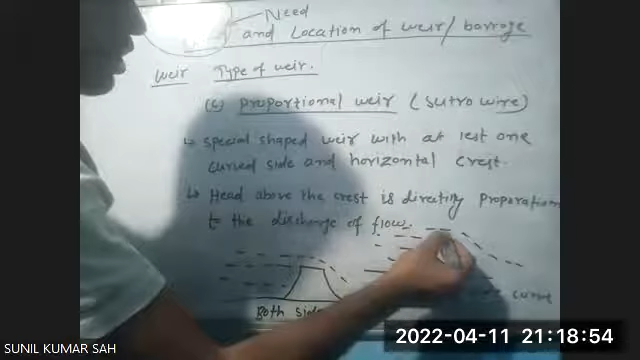 Need
and Location of weir/barrage
Weir Type of weir.
(c) Proportional weir (Sutro wire)
↳ special shaped weir with at lest one
curved side and horizontal crest.
↳ Head above the crest is directly
to the discharge of flow.
Both side
curve
SUNIL KUMAR SAH
2022-04-11 21:18:54